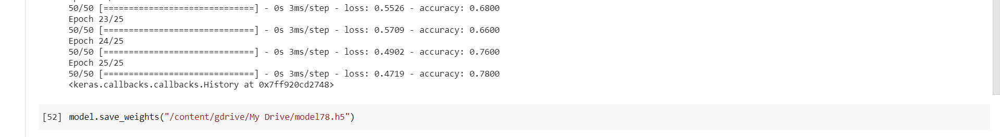 50/50 [==============================] - 0s 3ms/step - loss: 0.5526 - accuracy: 0.6800
Epoch 23/25
50/50 [==============================] - 0s 3ms/step - loss: 0.5709 - accuracy: 0.6600
Epoch 24/25
50/50 [==============================] - 0s 3ms/step - loss: 0.4902 - accuracy: 0.7600
Epoch 25/25
50/50 [==============================] - 0s 3ms/step - loss: 0.4719 - accuracy: 0.7800
<keras.callbacks.callbacks.History at 0x7ff920cd2748>
[52] model.save_weights("/content/gdrive/My Drive/model78.h5")